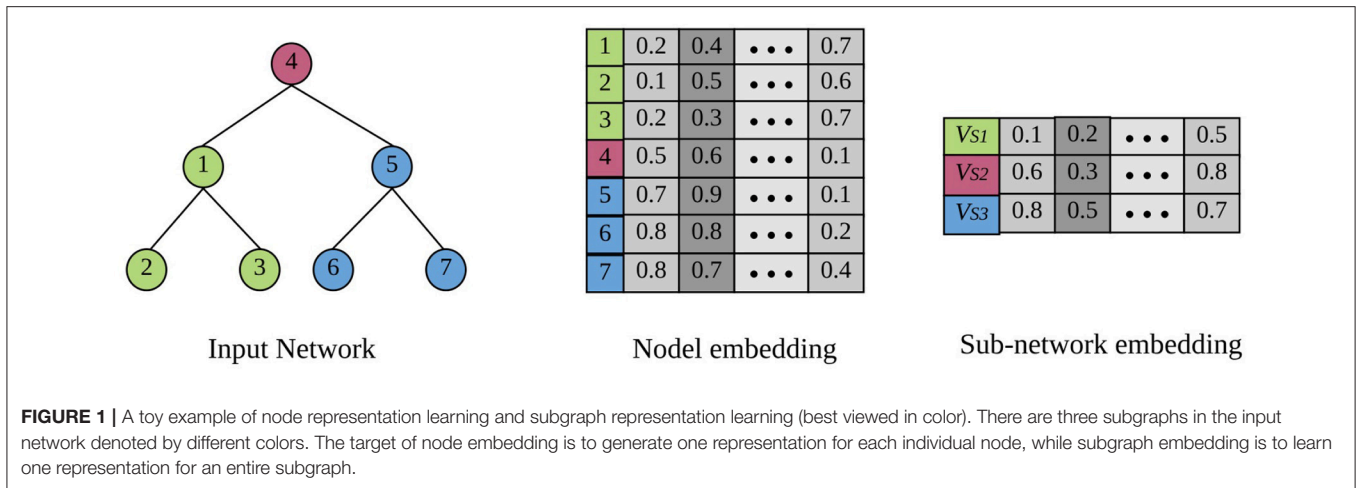 4
1 5
2 3 6 7
Input Network
1 0.2 0.4 ••• 0.7
2 0.1 0.5 ••• 0.6
3 0.2 0.3 ••• 0.7
4 0.5 0.6 ••• 0.1
5 0.7 0.9 ••• 0.1
6 0.8 0.8 ••• 0.2
7 0.8 0.7 ••• 0.4
Nodel embedding
VS1 0.1 0.2 ••• 0.5
VS2 0.6 0.3 ••• 0.8
VS3 0.8 0.5 ••• 0.7
Sub-network embedding
FIGURE 1 | A toy example of node representation learning and subgraph representation learning (best viewed in color). There are three subgraphs in the input
network denoted by different colors. The target of node embedding is to generate one representation for each individual node, while subgraph embedding is to learn
one representation for an entire subgraph.